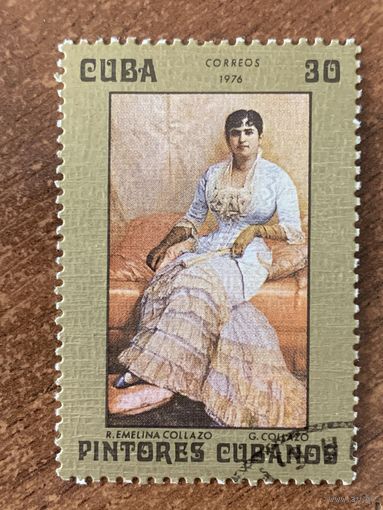 CUBA CORREOS 30
1976
R. EMELINA COLLAZO G. COLLAZO
PINTORES CUBANOS